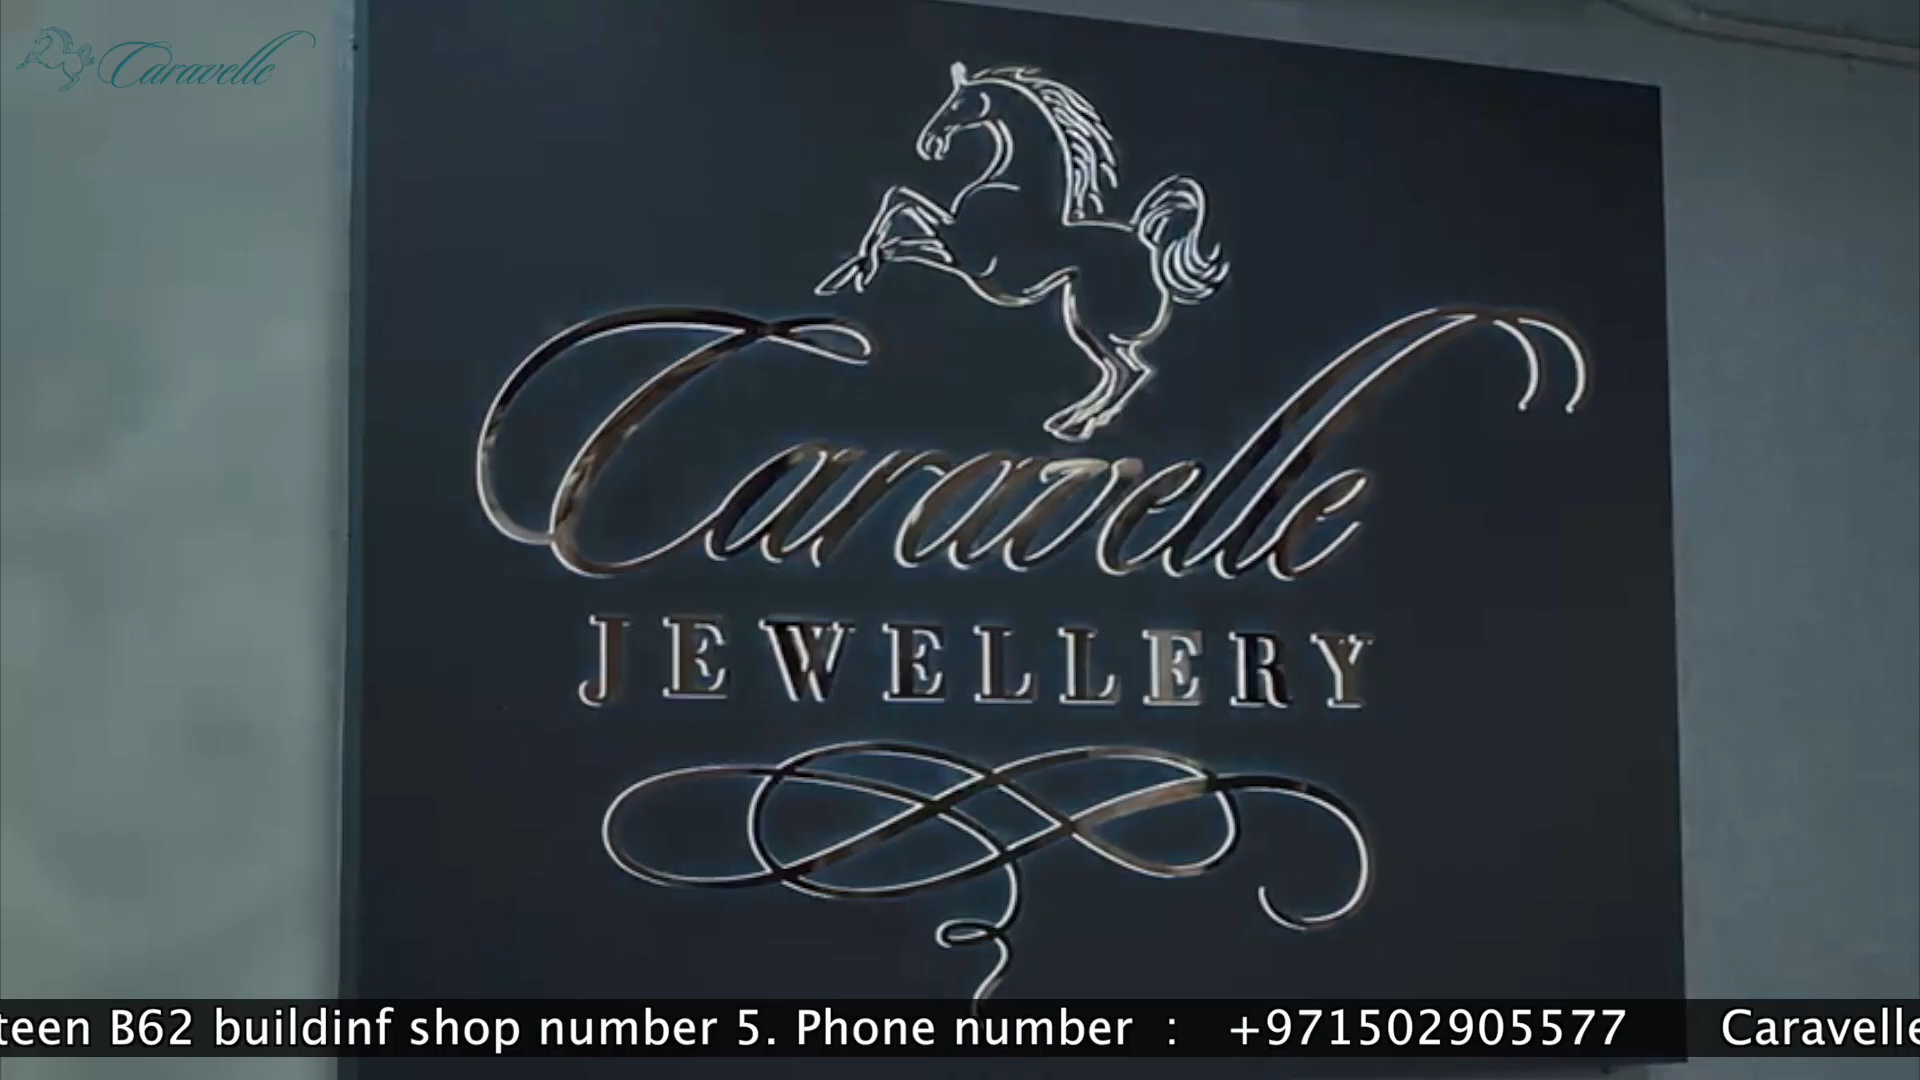 Caravelle
Caravelle
JEWELLERY
teen B62 buildinf shop number 5. Phone number : +971502905577 Caravelle